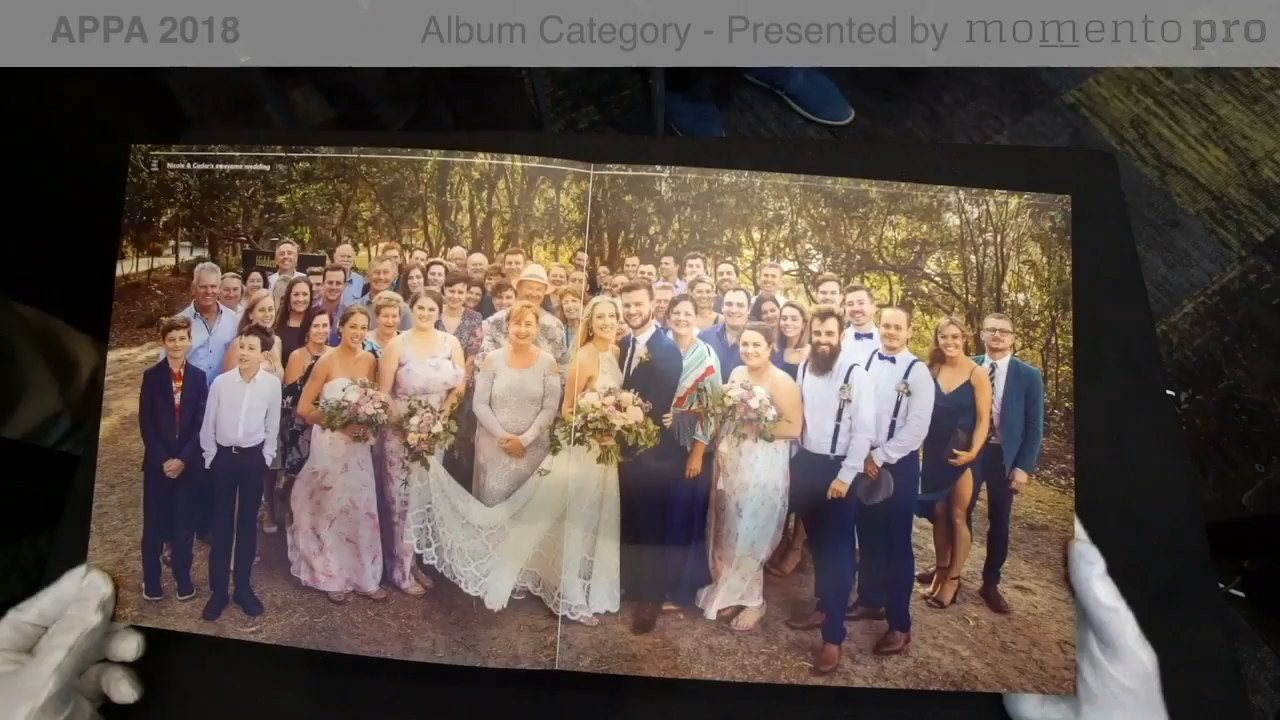 APPA 2018
Album Category - Presented by momento pro
Nicole & Cedar's awesome wedding